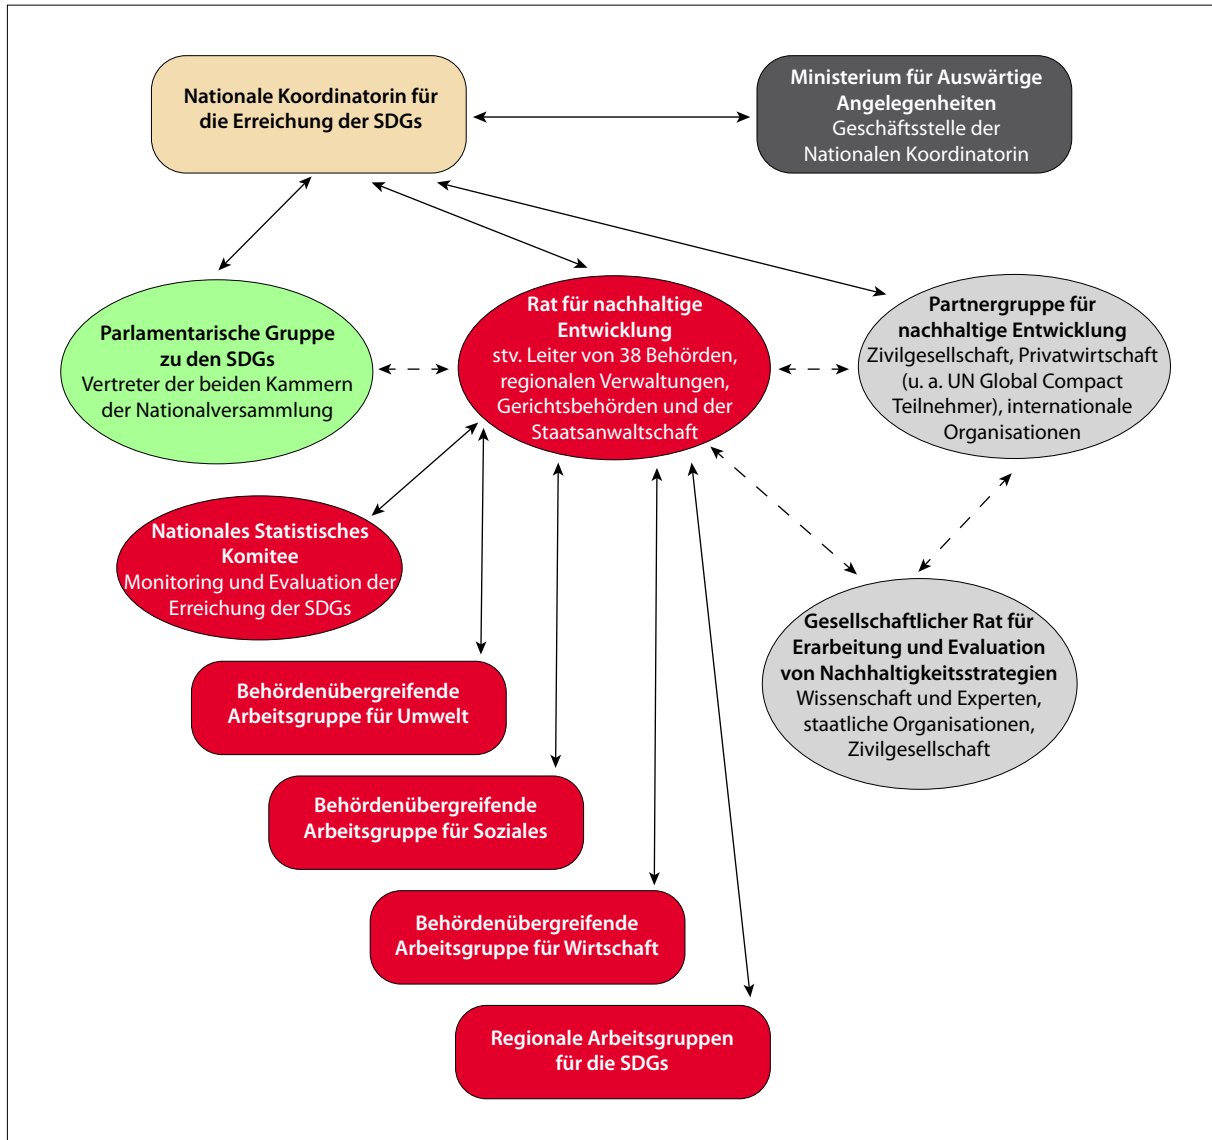 Nationale Koordinatorin für
die Erreichung der SDGs
Ministerium für Auswärtige
Angelegenheiten
Geschäftsstelle der
Nationalen Koordinatorin
Parlamentarische Gruppe
zu den SDGs
Vertreter der beiden Kammern
der Nationalversammlung
Rat für nachhaltige
Entwicklung
stv. Leiter von 38 Behörden,
regionalen Verwaltungen,
Gerichtsbehörden und der
Staatsanwaltschaft
Partnergruppe für
nachhaltige Entwicklung
Zivilgesellschaft, Privatwirtschaft
(u. a. UN Global Compact
Teilnehmer), internationale
Organisationen
Nationales Statistisches
Komitee
Monitoring und Evaluation der
Erreichung der SDGs
Gesellschaftlicher Rat für
Erarbeitung und Evaluation
von Nachhaltigkeitsstrategien
Wissenschaft und Experten,
staatliche Organisationen,
Zivilgesellschaft
Behördenübergreifende
Arbeitsgruppe für Umwelt
Behördenübergreifende
Arbeitsgruppe für Soziales
Behördenübergreifende
Arbeitsgruppe für Wirtschaft
Regionale Arbeitsgruppen
für die SDGs